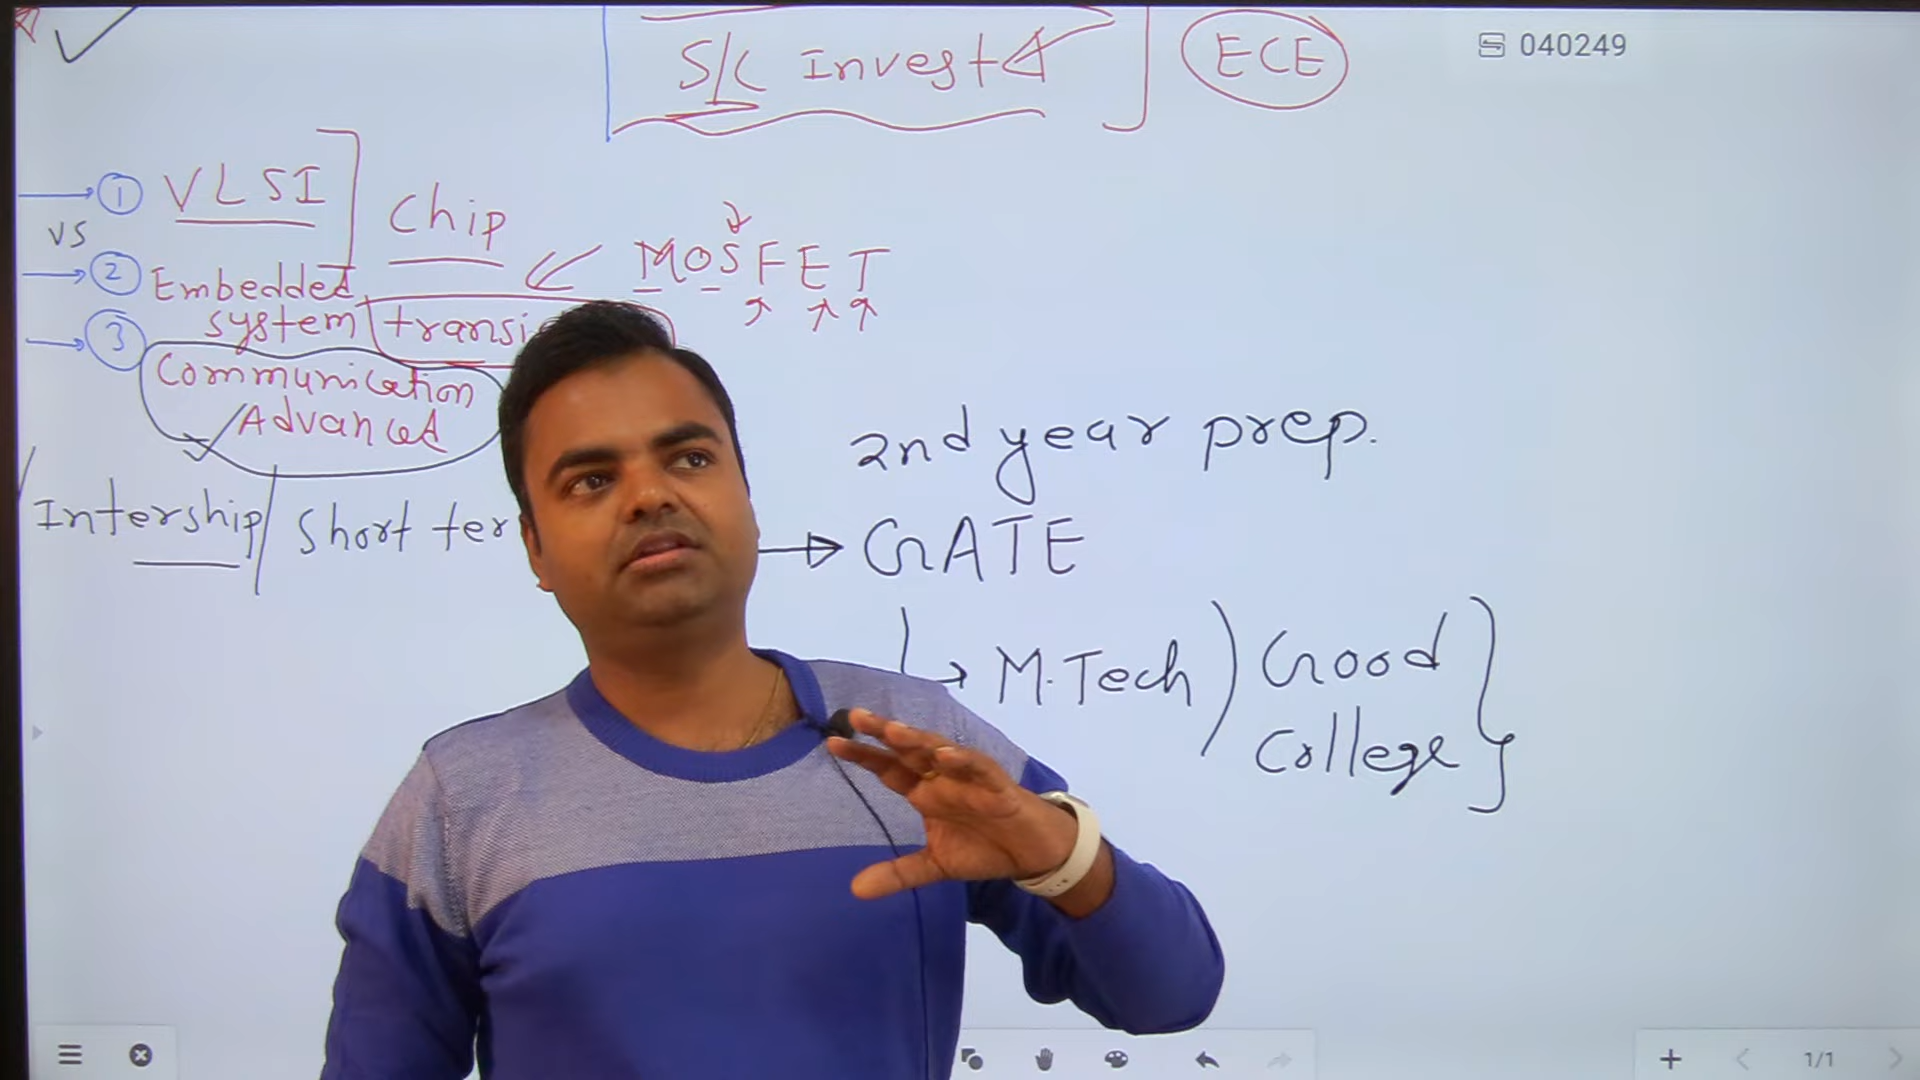 S/C Invest
ECE
040249
1 VLSI
vs
Chip
MOSFET
2 Embedded
system
3
Communication
Advanced
2nd year prep.
Intership / Short
GATE
M.Tech
Good
College
1/1